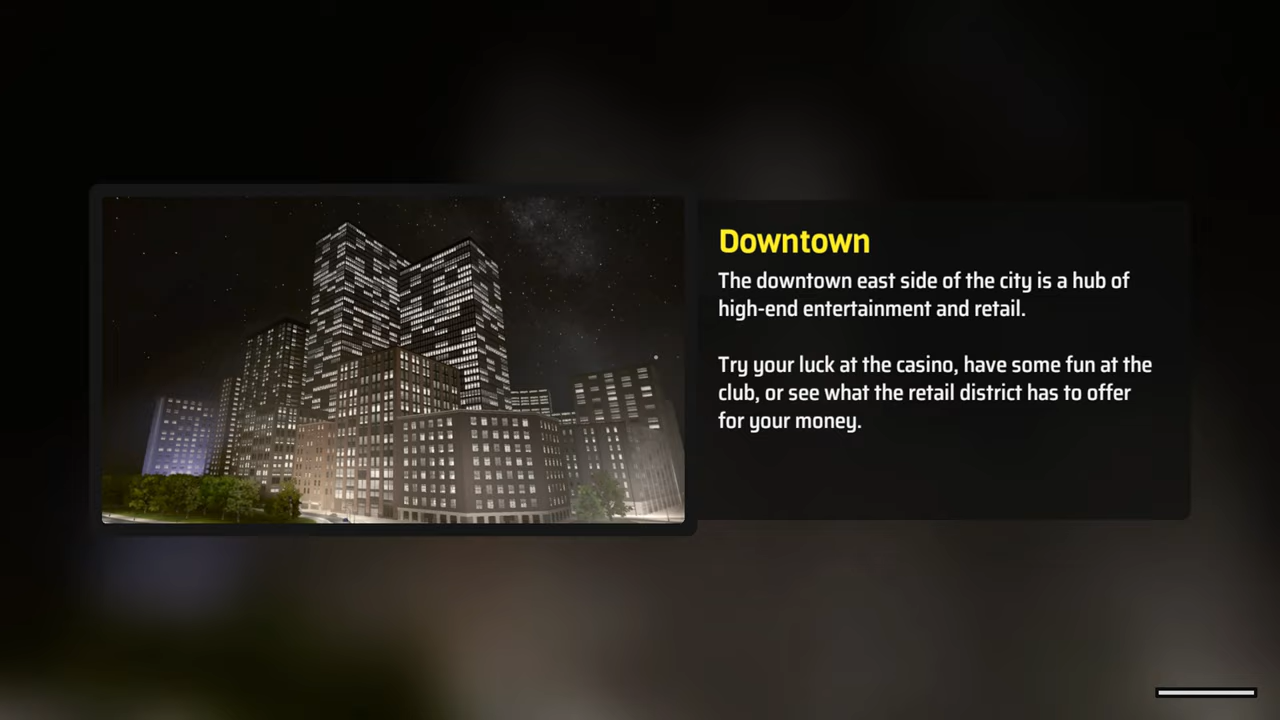 Downtown
The downtown east side of the city is a hub of
high-end entertainment and retail.
Try your luck at the casino, have some fun at the
club, or see what the retail district has to offer
for your money.